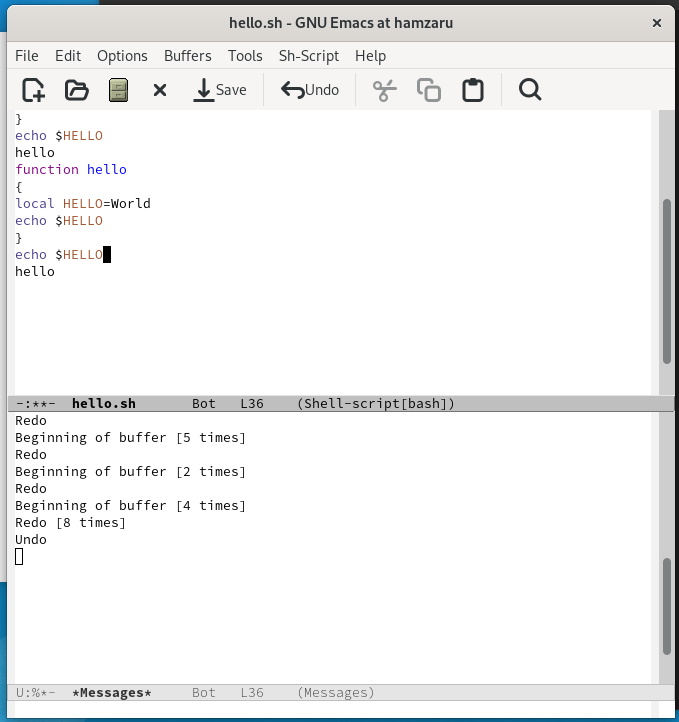 hello.sh - GNU Emacs at hamzaru
File Edit Options Buffers Tools Sh-Script Help
Save Undo
}
echo $HELLO
hello
function hello
{
local HELLO=World
echo $HELLO
}
echo $HELLO
hello
-:**- hello.sh Bot L36 (Shell-script[bash])
Redo
Beginning of buffer [5 times]
Redo
Beginning of buffer [2 times]
Redo
Beginning of buffer [4 times]
Redo [8 times]
Undo
U:%*- *Messages* Bot L36 (Messages)